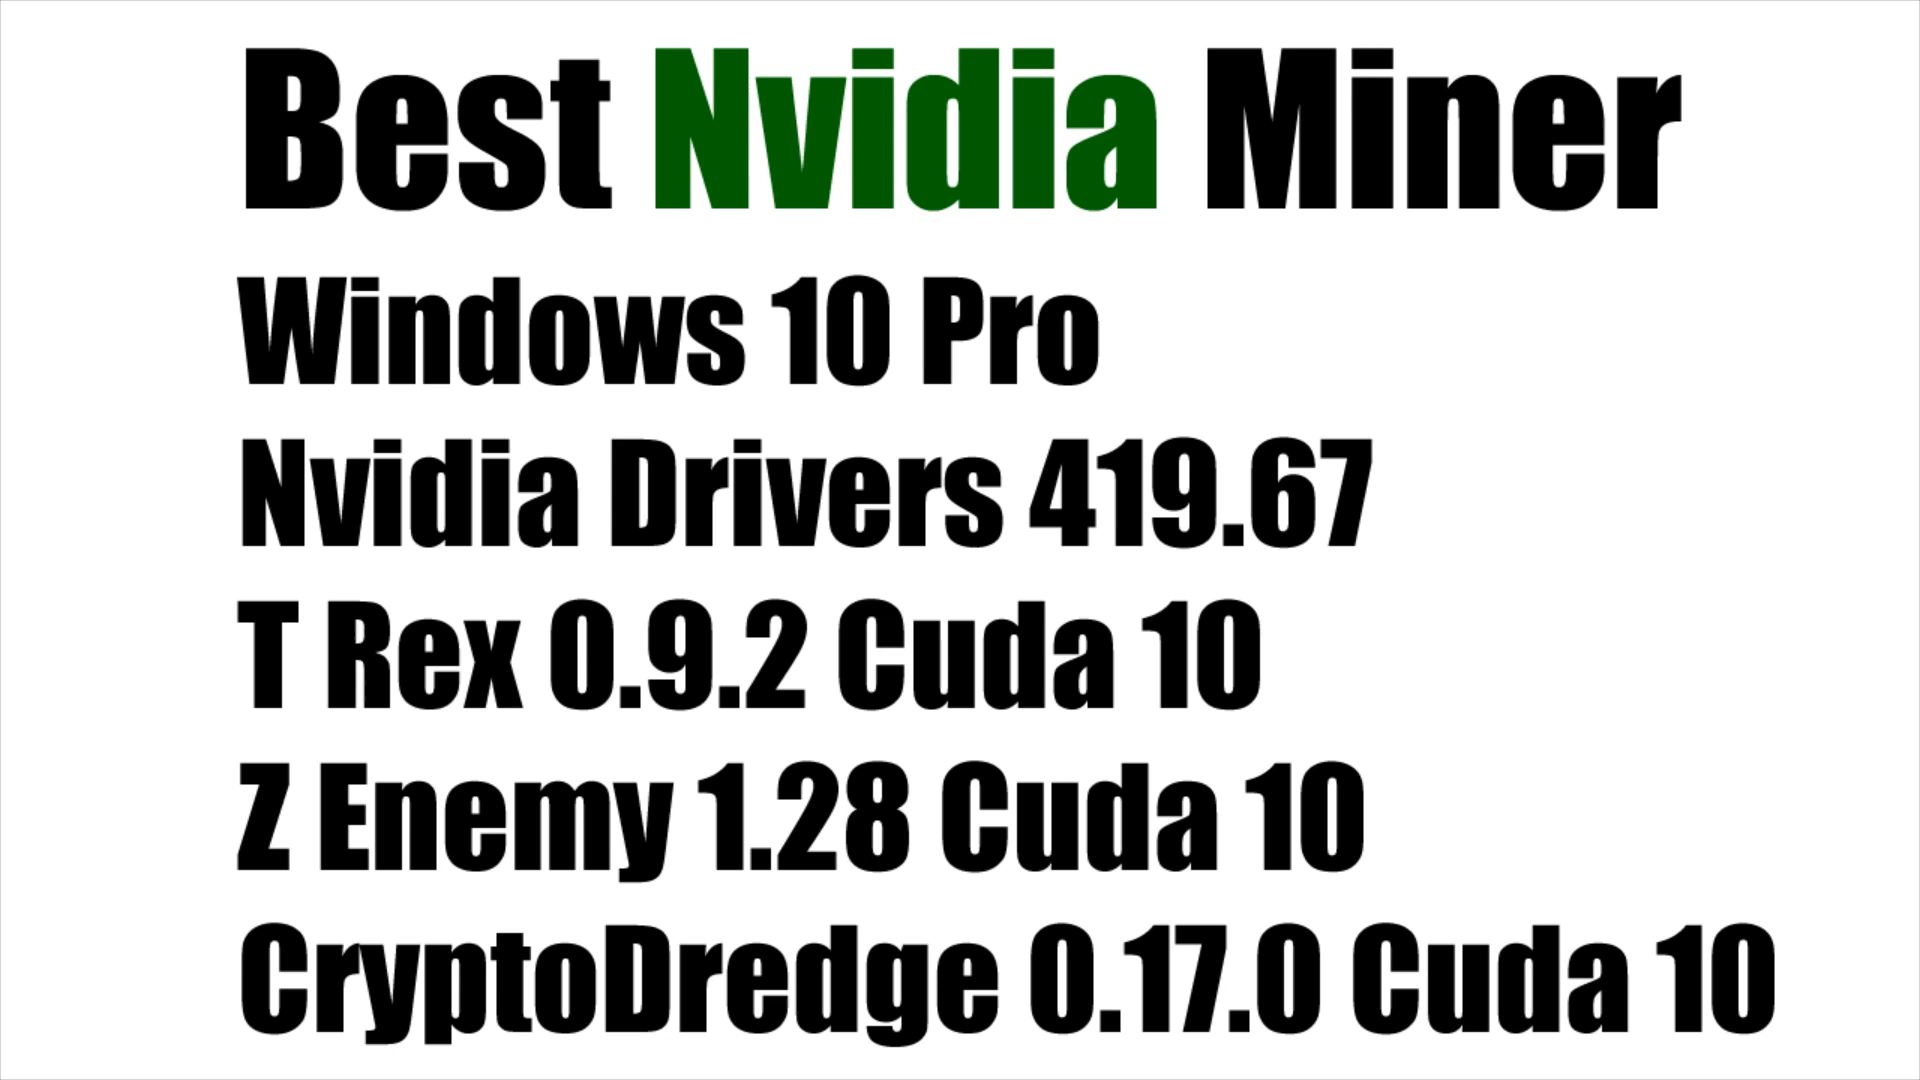 Best Nvidia Miner
Windows 10 Pro
Nvidia Drivers 419.67
T Rex 0.9.2 Cuda 10
Z Enemy 1.28 Cuda 10
CryptoDredge 0.17.0 Cuda 10